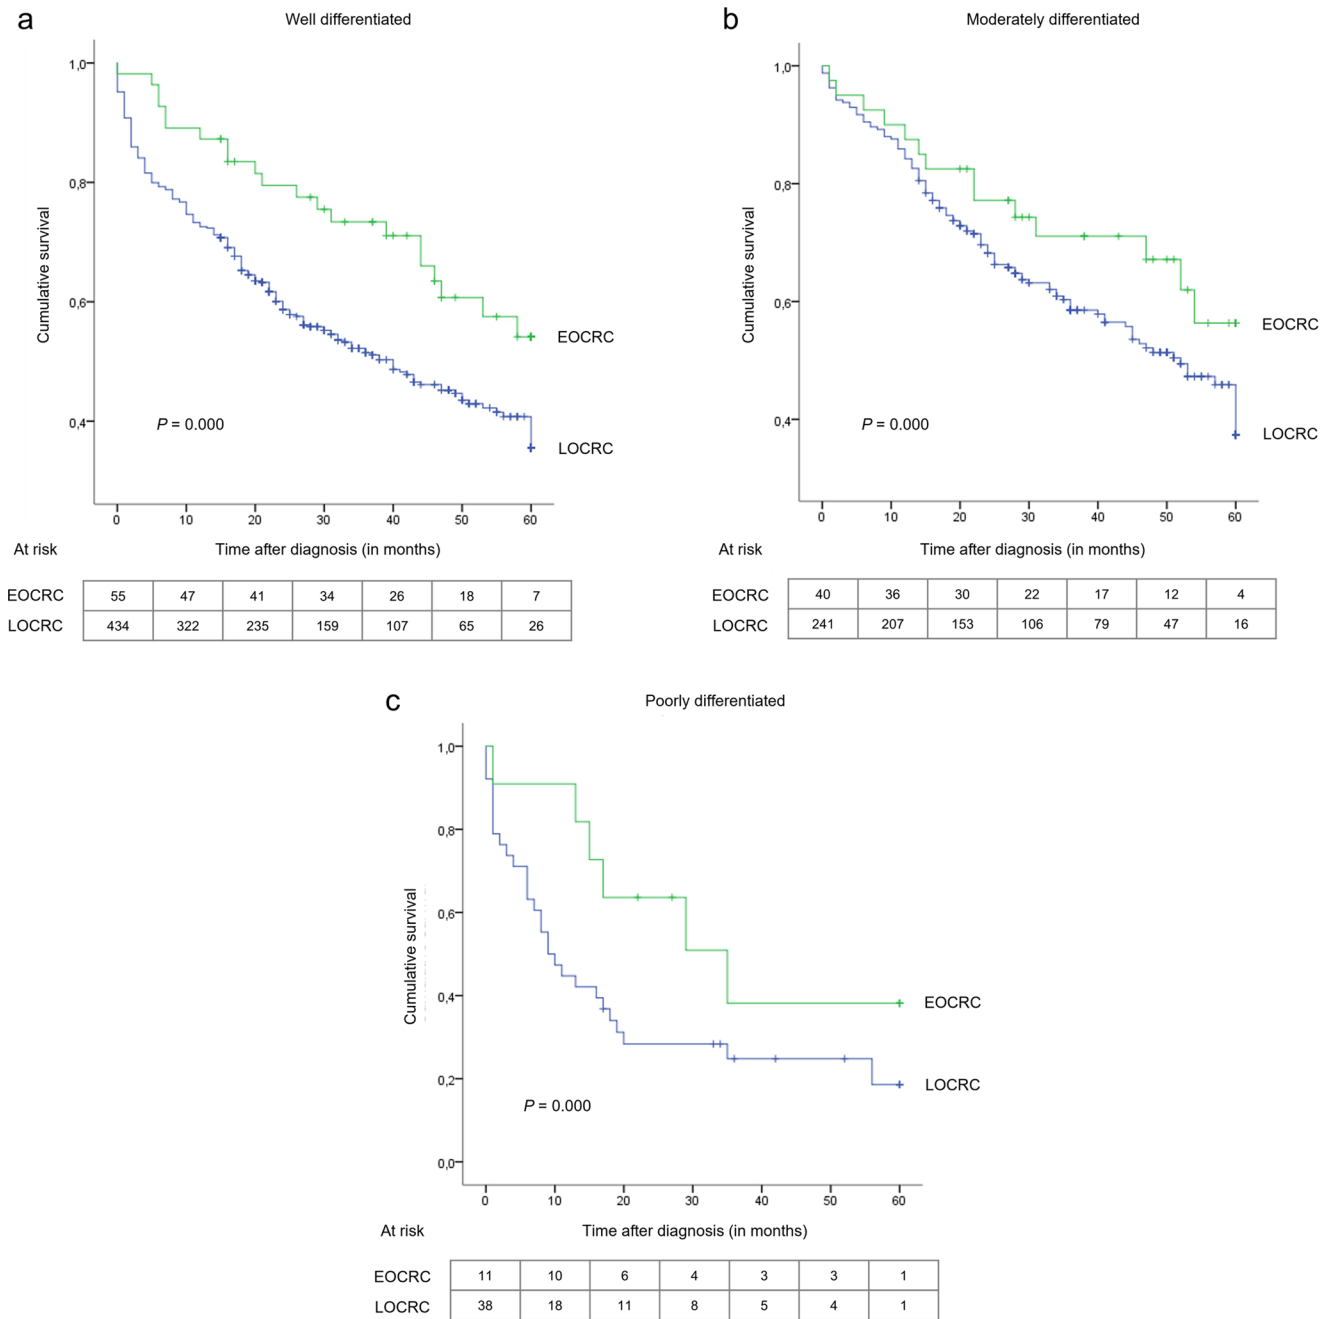 a
Well differentiated
1,0
0,8
0,6
0,4
Cumulative survival
EOCRC
LOCRC
P = 0.000
0 10 20 30 40 50 60
At risk
Time after diagnosis (in months)
EOCRC 55 47 41 34 26 18 7
LOCRC 434 322 235 159 107 65 26
b
Moderately differentiated
1,0
0,8
0,6
0,4
Cumulative survival
EOCRC
LOCRC
P = 0.000
0 10 20 30 40 50 60
At risk
Time after diagnosis (in months)
EOCRC 40 36 30 22 17 12 4
LOCRC 241 207 153 106 79 47 16
c
Poorly differentiated
1,0
0,8
0,6
0,4
0,2
0,0
Cumulative survival
EOCRC
LOCRC
P = 0.000
0 10 20 30 40 50 60
At risk
Time after diagnosis (in months)
EOCRC 11 10 6 4 3 3 1
LOCRC 38 18 11 8 5 4 1